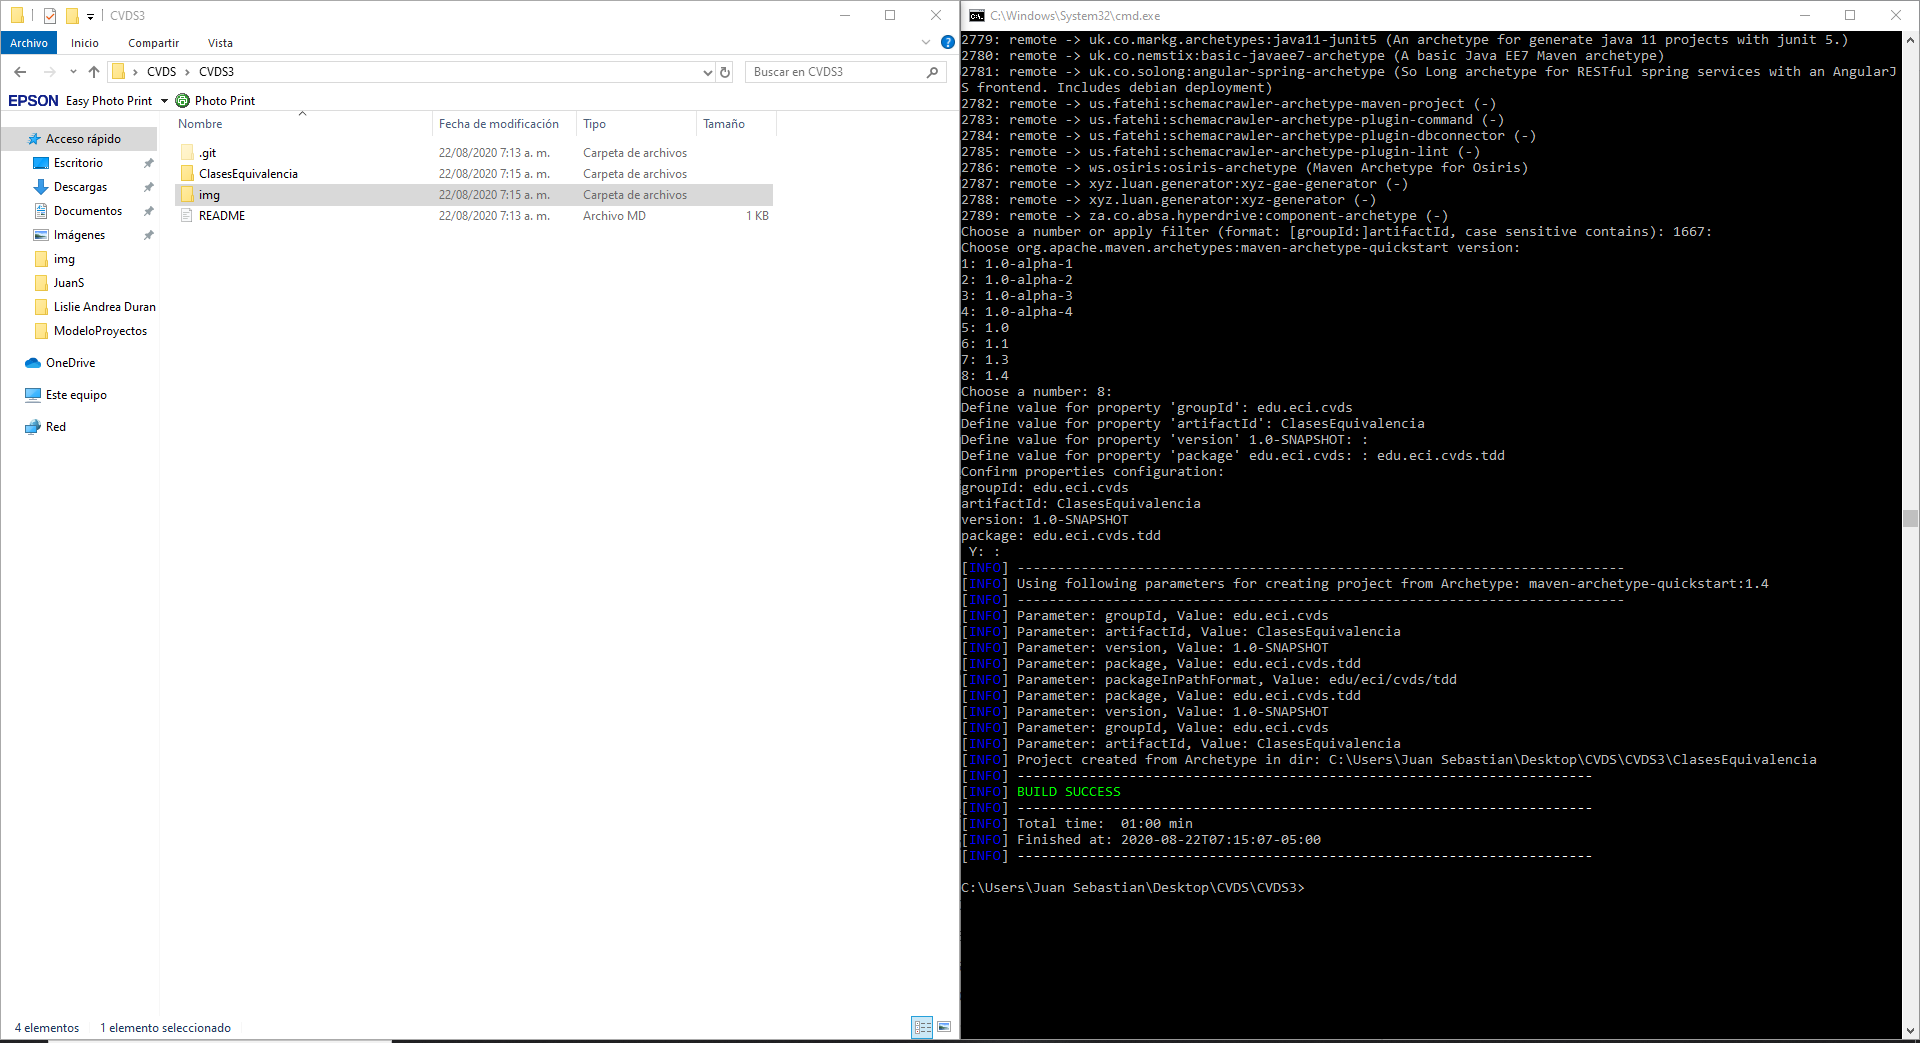 CVDS3
Archivo
Inicio
Compartir
Vista
CVDS
CVDS3
Buscar en CVDS3
EPSON Easy Photo Print
Photo Print
Nombre
Fecha de modificación
Tipo
Tamaño
.git 22/08/2020 7:13 a. m. Carpeta de archivos
ClasesEquivalencia 22/08/2020 7:15 a. m. Carpeta de archivos
img 22/08/2020 7:15 a. m. Carpeta de archivos
README 22/08/2020 7:13 a. m. Archivo MD 1 KB
Acceso rápido
Escritorio
Descargas
Documentos
Imágenes
img
JuanS
Lislie Andrea Duran
ModeloProyectos
OneDrive
Este equipo
Red
4 elementos
1 elemento seleccionado
C:\Windows\System32\cmd.exe
2779: remote -> uk.co.markg.archetypes:java11-junit5 (An archetype for generate java 11 projects with junit 5.)
2780: remote -> uk.co.nemstix:basic-javaee7-archetype (A basic Java EE7 Maven archetype)
2781: remote -> uk.co.solong:angular-spring-archetype (So Long archetype for RESTful spring services with an AngularJ
S frontend. Includes debian deployment)
2782: remote -> us.fatehi:schemacrawler-archetype-maven-project (-)
2783: remote -> us.fatehi:schemacrawler-archetype-plugin-command (-)
2784: remote -> us.fatehi:schemacrawler-archetype-plugin-dbconnector (-)
2785: remote -> us.fatehi:schemacrawler-archetype-plugin-lint (-)
2786: remote -> ws.osiris:osiris-archetype (Maven Archetype for Osiris)
2787: remote -> xyz.luan.generator:xyz-gae-generator (-)
2788: remote -> xyz.luan.generator:xyz-generator (-)
2789: remote -> za.co.absa.hyperdrive:component-archetype (-)
Choose a number or apply filter (format: [groupId:]artifactId, case sensitive contains): 1667:
Choose org.apache.maven.archetypes:maven-archetype-quickstart version:
1: 1.0-alpha-1
2: 1.0-alpha-2
3: 1.0-alpha-3
4: 1.0-alpha-4
5: 1.0
6: 1.1
7: 1.3
8: 1.4
Choose a number: 8:
Define value for property 'groupId': edu.eci.cvds
Define value for property 'artifactId': ClasesEquivalencia
Define value for property 'version' 1.0-SNAPSHOT: :
Define value for property 'package' edu.eci.cvds: : edu.eci.cvds.tdd
Confirm properties configuration:
groupId: edu.eci.cvds
artifactId: ClasesEquivalencia
version: 1.0-SNAPSHOT
package: edu.eci.cvds.tdd
Y: :
[INFO] ----------------------------------------------------------------------------
[INFO] Using following parameters for creating project from Archetype: maven-archetype-quickstart:1.4
[INFO] ----------------------------------------------------------------------------
[INFO] Parameter: groupId, Value: edu.eci.cvds
[INFO] Parameter: artifactId, Value: ClasesEquivalencia
[INFO] Parameter: version, Value: 1.0-SNAPSHOT
[INFO] Parameter: package, Value: edu.eci.cvds.tdd
[INFO] Parameter: packageInPathFormat, Value: edu/eci/cvds/tdd
[INFO] Parameter: package, Value: edu.eci.cvds.tdd
[INFO] Parameter: version, Value: 1.0-SNAPSHOT
[INFO] Parameter: groupId, Value: edu.eci.cvds
[INFO] Parameter: artifactId, Value: ClasesEquivalencia
[INFO] Project created from Archetype in dir: C:\Users\Juan Sebastian\Desktop\CVDS\CVDS3\ClasesEquivalencia
[INFO] ------------------------------------------------------------------------
[INFO] BUILD SUCCESS
[INFO] ------------------------------------------------------------------------
[INFO] Total time:  01:00 min
[INFO] Finished at: 2020-08-22T07:15:07-05:00
[INFO] ------------------------------------------------------------------------
C:\Users\Juan Sebastian\Desktop\CVDS\CVDS3>